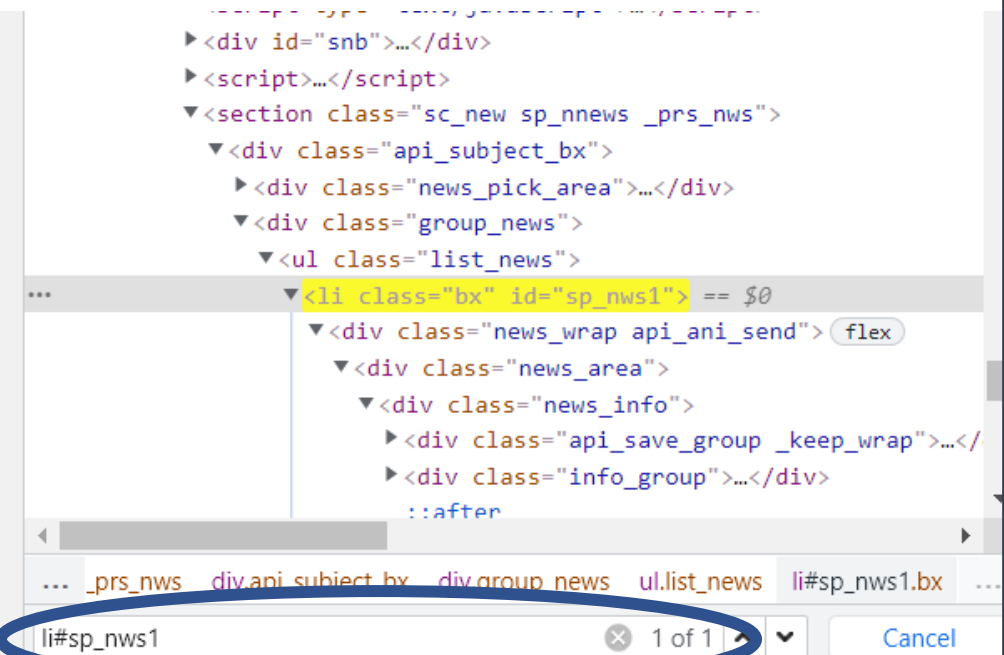 ▶<div id="snb">…</div>
▶<script>…</script>
▼<section class="sc_new sp_nnews _prs_nws">
▼<div class="api_subject_bx">
▶<div class="news_pick_area">…</div>
▼<div class="group_news">
▼<ul class="list_news">
… ▼<li class="bx" id="sp_nws1"> == $0
▼<div class="news_wrap api_ani_send"> flex
▼<div class="news_area">
▼<div class="news_info">
▶<div class="api_save_group _keep_wrap">…</
▶<div class="info_group">…</div>
::after
… _prs_nws div.api_subject_bx div.group_news ul.list_news li#sp_nws1.bx …
li#sp_nws1 1 of 1 Cancel